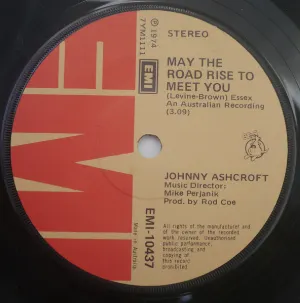 EMI
℗ 1974
7YM1111
STEREO
EMI
MAY THE
ROAD RISE TO
MEET YOU
(Levine-Brown) Essex
An Australian Recording
(3.09)
EMI-10437
Made in Australia
JOHNNY ASHCROFT
Music Director:
Mike Perjanik
Prod. by Rod Coe
All rights of the manufacturer and
of the owner of the recorded
work reserved. Unauthorised
public performance,
broadcasting and
copying of
this record
prohibited.